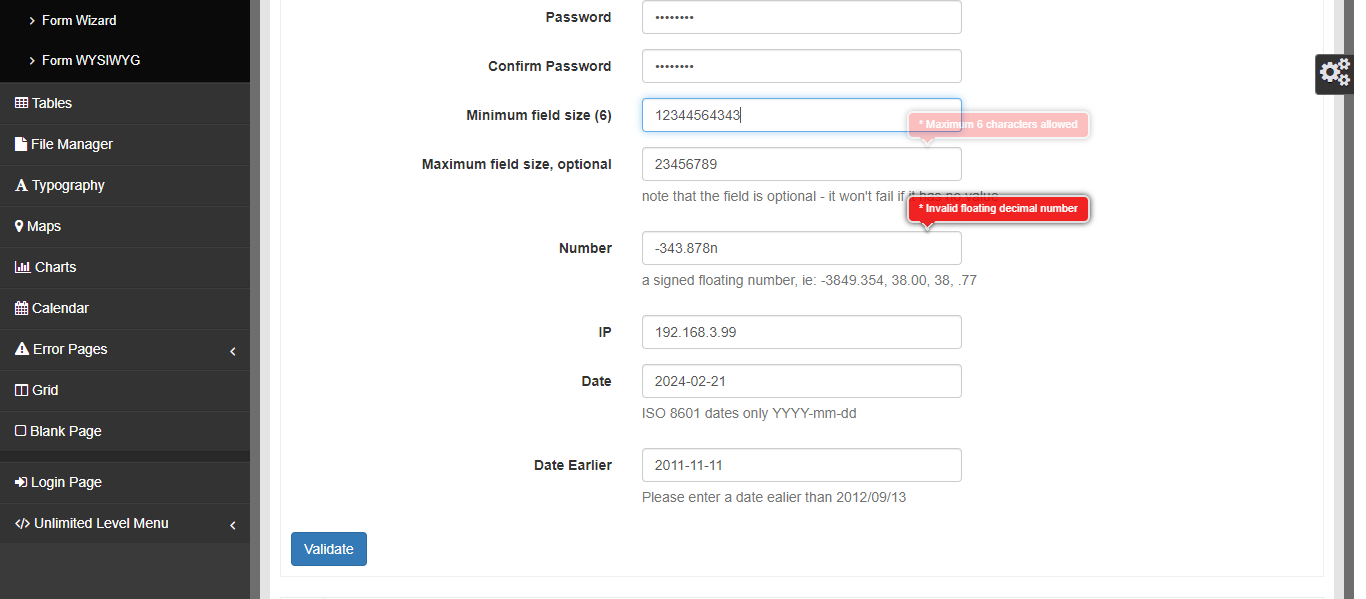 Form Wizard
Form WYSIWYG
Tables
File Manager
Typography
Maps
Charts
Calendar
Error Pages
Grid
Blank Page
Login Page
Unlimited Level Menu
Password ••••••••
Confirm Password ••••••••
Minimum field size (6) 12344564343
* Maximum 6 characters allowed
Maximum field size, optional 23456789
note that the field is optional - it won't fail if it has no value
* Invalid floating decimal number
Number -343.878n
a signed floating number, ie: -3849.354, 38.00, 38, .77
IP 192.168.3.99
Date 2024-02-21
ISO 8601 dates only YYYY-mm-dd
Date Earlier 2011-11-11
Please enter a date ealier than 2012/09/13
Validate